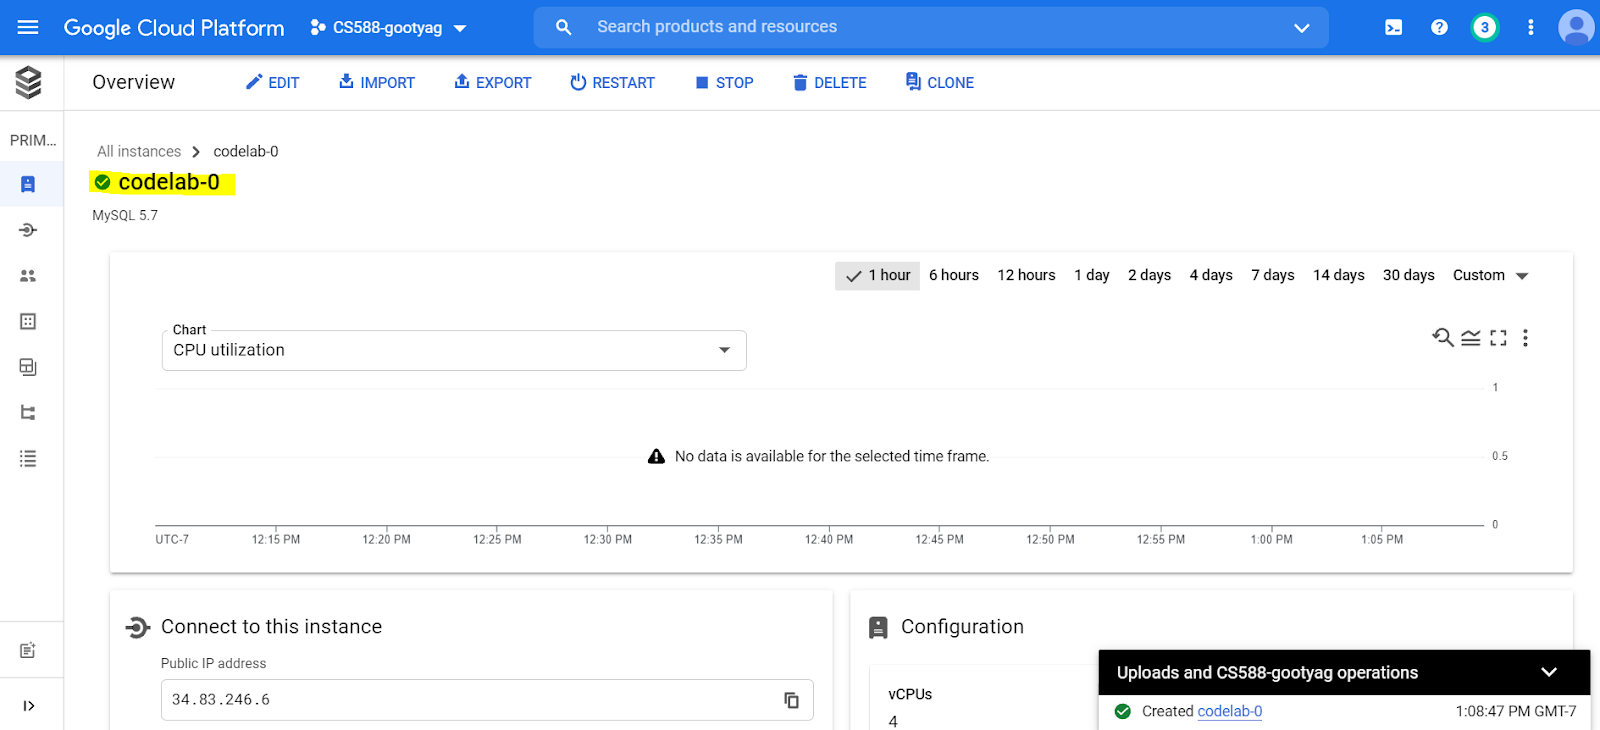 Google Cloud Platform CS588-gootyag Search products and resources 3
Overview EDIT IMPORT EXPORT RESTART STOP DELETE CLONE
PRIM...
All instances codelab-0
codelab-0
MySQL 5.7
1 hour 6 hours 12 hours 1 day 2 days 4 days 7 days 14 days 30 days Custom
Chart
CPU utilization
1
No data is available for the selected time frame.
0.5
0
UTC-7 12:15 PM 12:20 PM 12:25 PM 12:30 PM 12:35 PM 12:40 PM 12:45 PM 12:50 PM 12:55 PM 1:00 PM 1:05 PM
Connect to this instance
Public IP address
34.83.246.6
Configuration
vCPUs
4
Uploads and CS588-gootyag operations
Created codelab-0 1:08:47 PM GMT-7